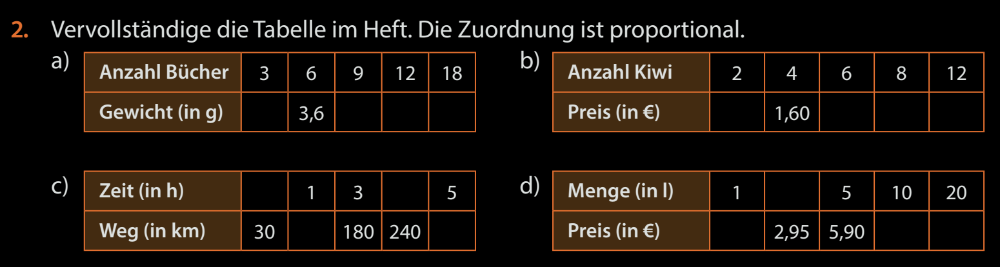 2. Vervollständige die Tabelle im Heft. Die Zuordnung ist proportional.
a)
Anzahl Bücher 3 6 9 12 18
Gewicht (in g) 3,6
b)
Anzahl Kiwi 2 4 6 8 12
Preis (in €) 1,60
c)
Zeit (in h) 1 3 5
Weg (in km) 30 180 240
d)
Menge (in l) 1 5 10 20
Preis (in €) 2,95 5,90